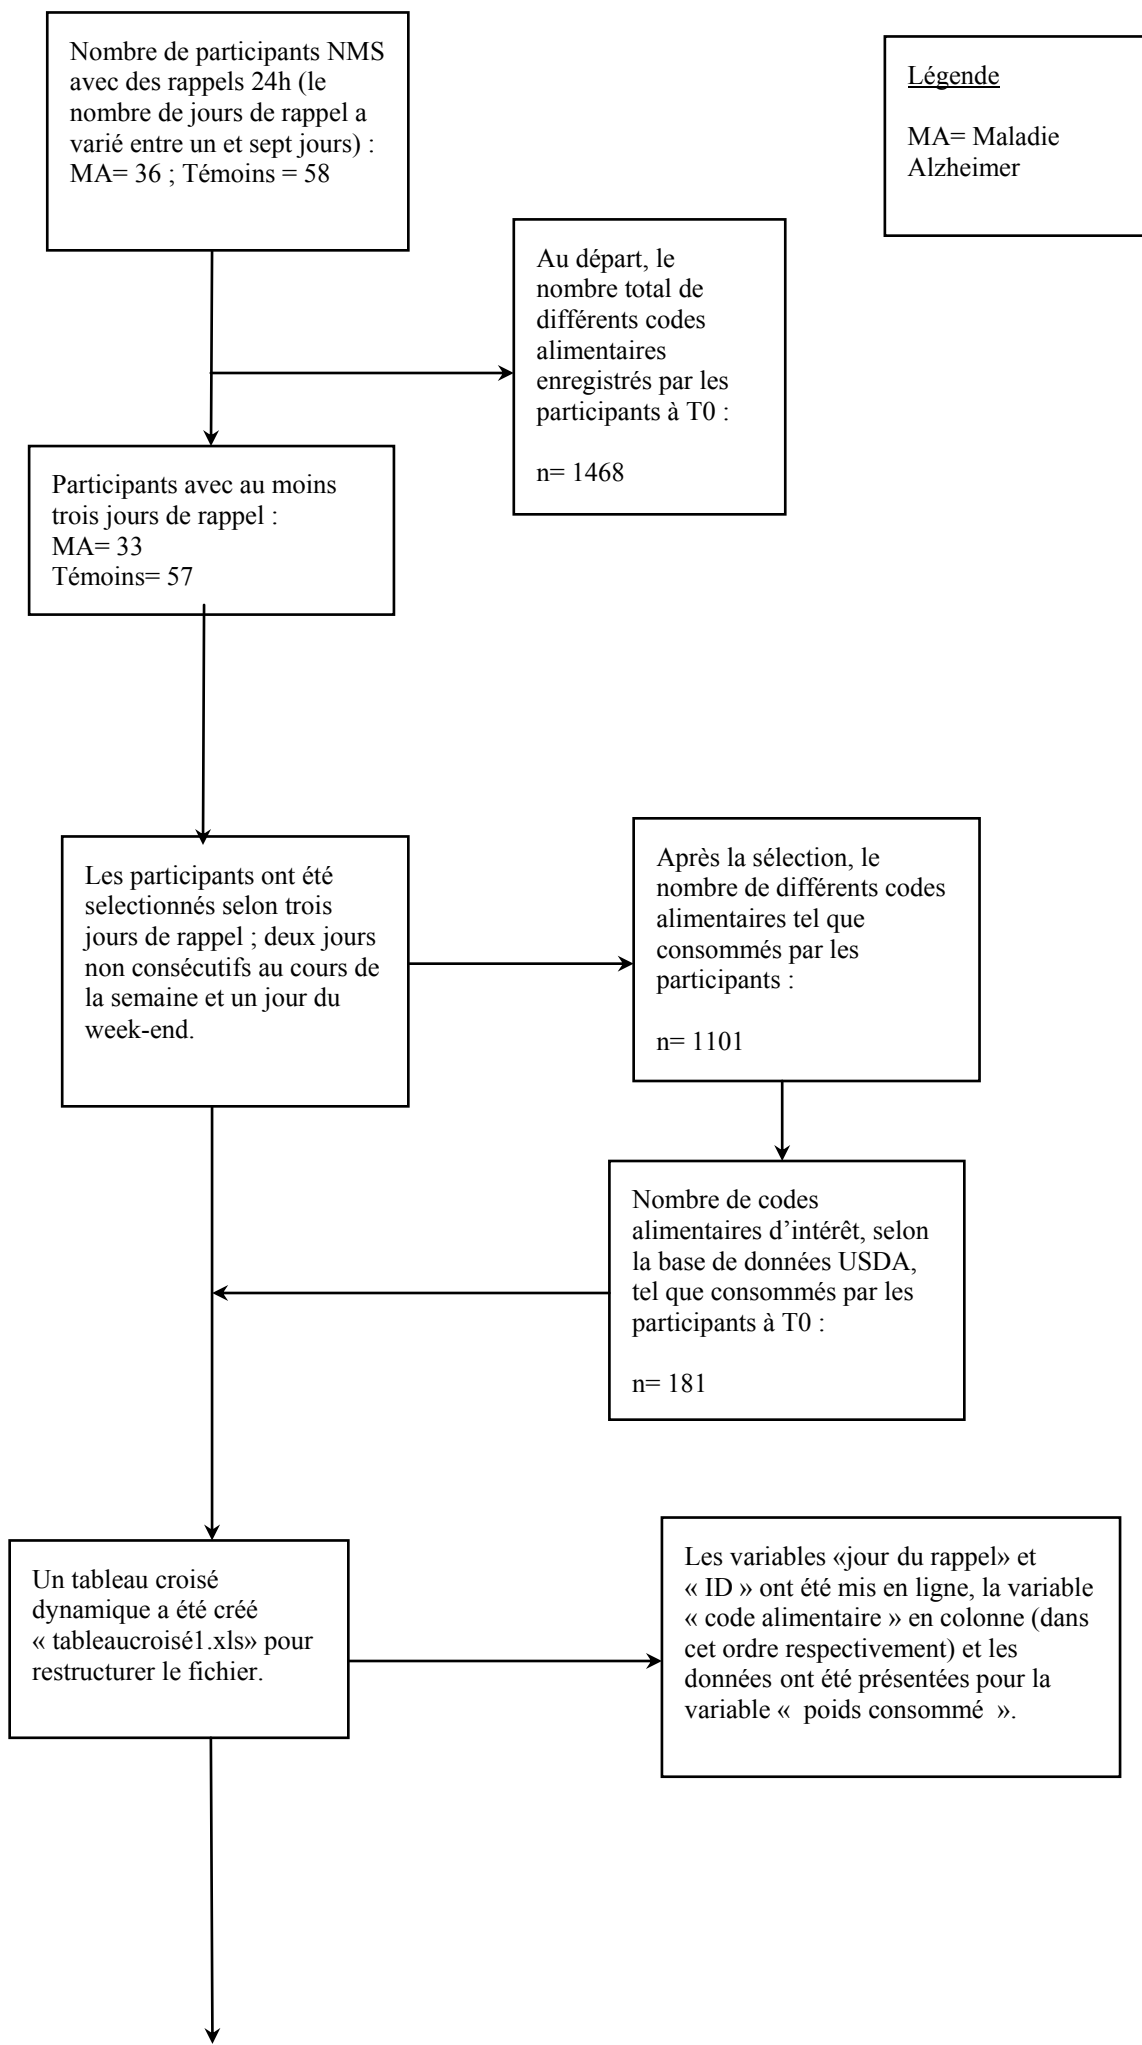 Nombre de participants NMS
avec des rappels 24h (le
nombre de jours de rappel a
varié entre un et sept jours) :
MA= 36 ; Témoins = 58
Légende
MA= Maladie
Alzheimer
Au départ, le
nombre total de
différents codes
alimentaires
enregistrés par les
participants à T0 :
n= 1468
Participants avec au moins
trois jours de rappel :
MA= 33
Témoins= 57
Les participants ont été
selectionnés selon trois
jours de rappel ; deux jours
non consécutifs au cours de
la semaine et un jour du
week-end.
Après la sélection, le
nombre de différents codes
alimentaires tel que
consommés par les
participants :
n= 1101
Nombre de codes
alimentaires d’intérêt, selon
la base de données USDA,
tel que consommés par les
participants à T0 :
n= 181
Un tableau croisé
dynamique a été créé
« tableaucroisé1.xls» pour
restructurer le fichier.
Les variables «jour du rappel» et
« ID » ont été mis en ligne, la variable
« code alimentaire » en colonne (dans
cet ordre respectivement) et les
données ont été présentées pour la
variable «  poids consommé  ».